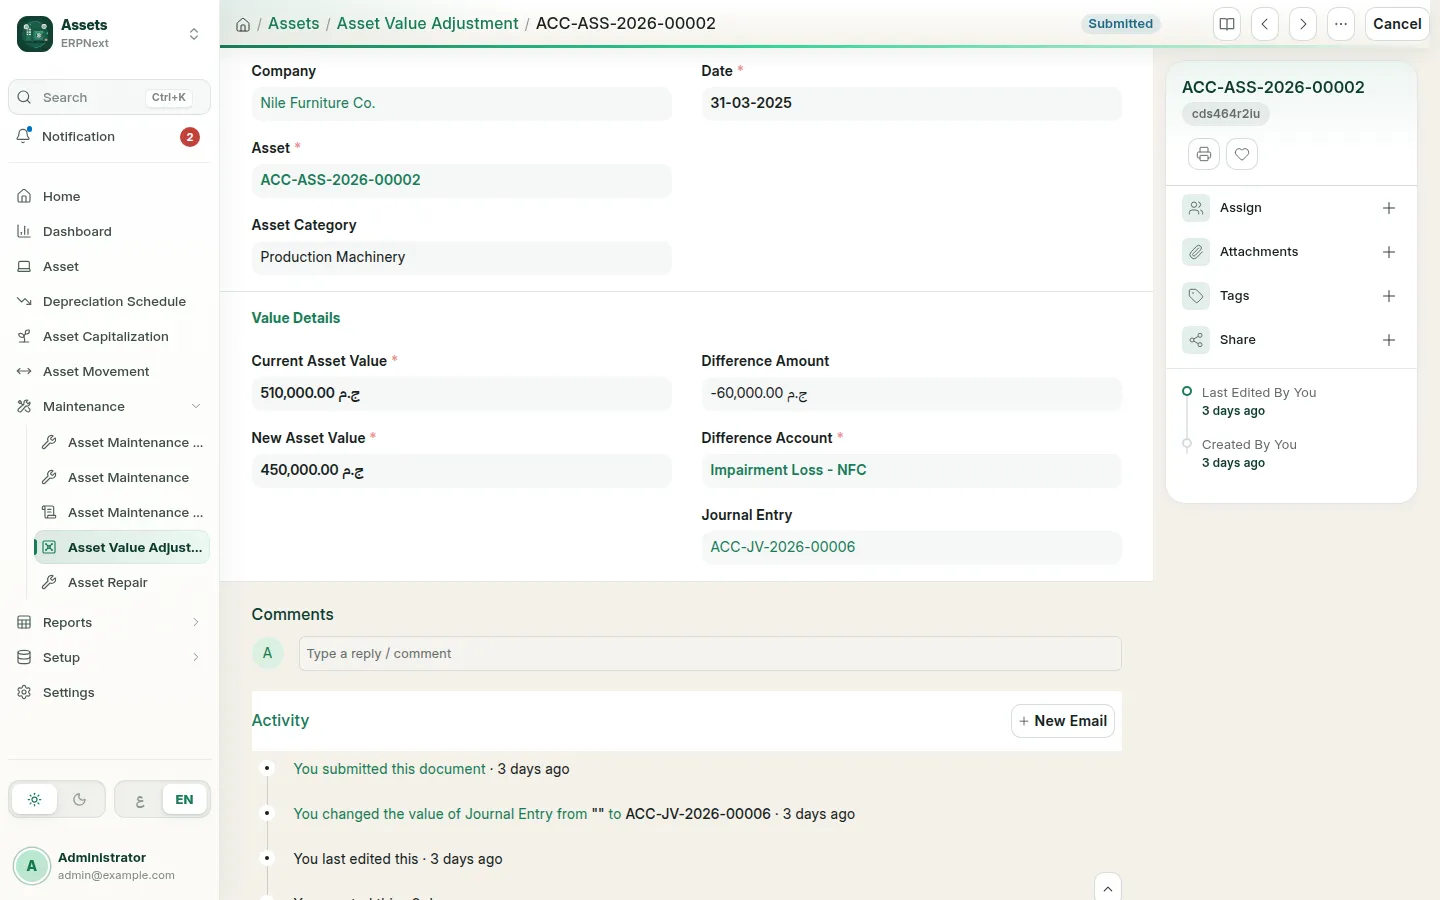 Assets
ERPNext
Search Ctrl+K
Notification 2
Home
Dashboard
Asset
Depreciation Schedule
Asset Capitalization
Asset Movement
Maintenance
Asset Maintenance ...
Asset Maintenance
Asset Maintenance ...
Asset Value Adjust...
Asset Repair
Reports
Setup
Settings
ع EN
A
Administrator
admin@example.com
/ Assets / Asset Value Adjustment / ACC-ASS-2026-00002
Submitted
Cancel
Company
Nile Furniture Co.
Date *
31-03-2025
Asset *
ACC-ASS-2026-00002
Asset Category
Production Machinery
Value Details
Current Asset Value *
510,000.00 ج.م
Difference Amount
-60,000.00 ج.م
New Asset Value *
450,000.00 ج.م
Difference Account *
Impairment Loss - NFC
Journal Entry
ACC-JV-2026-00006
Comments
A
Type a reply / comment
Activity
+ New Email
You submitted this document · 3 days ago
You changed the value of Journal Entry from "" to ACC-JV-2026-00006 · 3 days ago
You last edited this · 3 days ago
ACC-ASS-2026-00002
cds464r2iu
Assign
Attachments
Tags
Share
Last Edited By You
3 days ago
Created By You
3 days ago